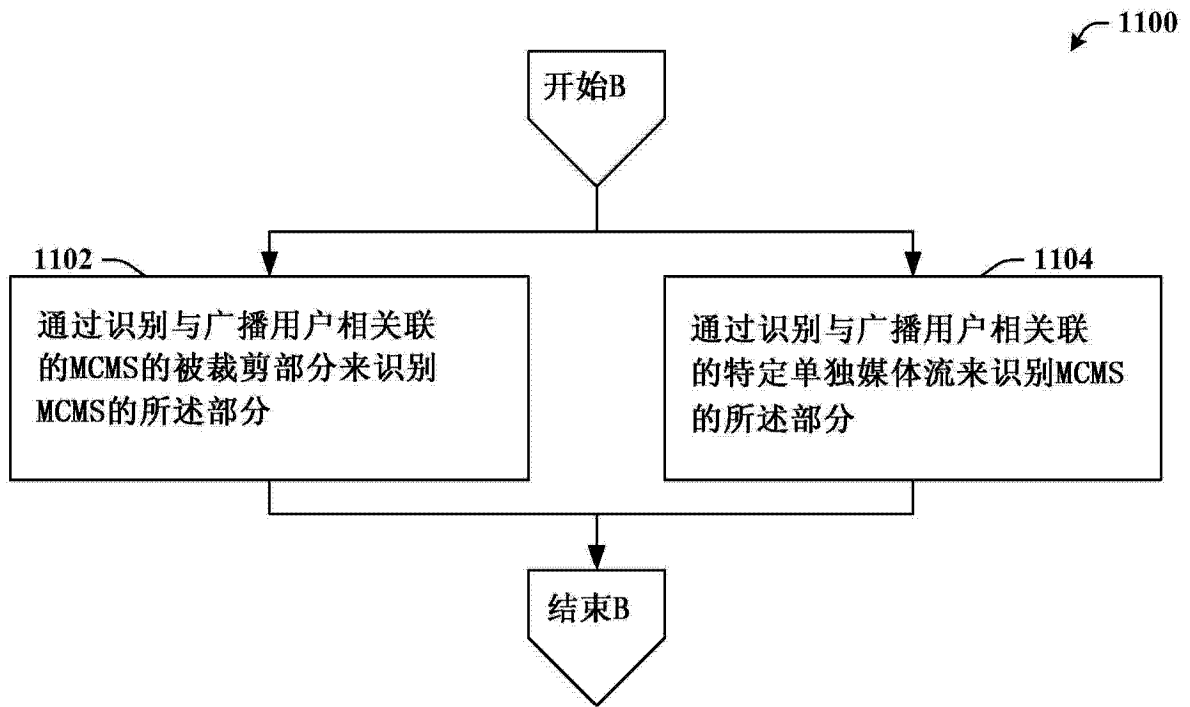 1100
开始B
1102
1104
通过识别与广播用户相关联
的MCMS的被裁剪部分来识别
MCMS的所述部分
通过识别与广播用户相关联
的特定单独媒体流来识别MCMS
的所述部分
结束B